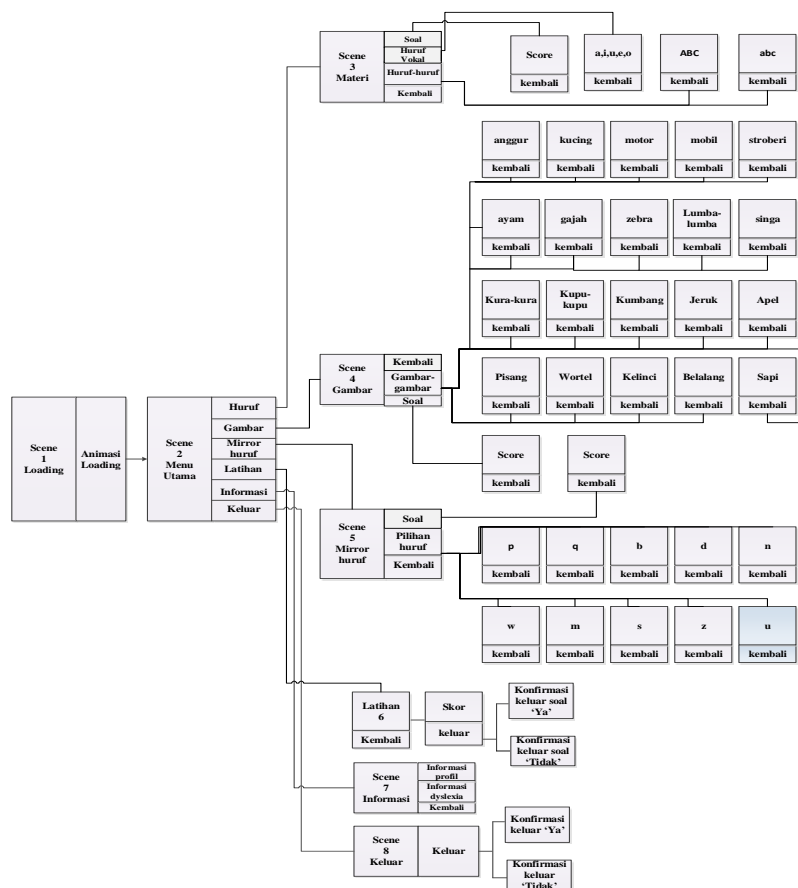 Scene
1
Loading
Animasi
Loading
Scene
2
Menu
Utama
Huruf
Gambar
Mirror
huruf
Latihan
Informasi
Keluar
Scene
3
Materi
Soal
Huruf
Vokal
Huruf-huruf
Kembali
Score
kembali
a,i,u,e,o
kembali
ABC
kembali
abc
kembali
anggur
kembali
kucing
kembali
motor
kembali
mobil
kembali
stroberi
kembali
ayam
kembali
gajah
kembali
zebra
kembali
Lumba-
lumba
kembali
singa
kembali
Kura-kura
kembali
Kupu-
kupu
kembali
Kumbang
kembali
Jeruk
kembali
Apel
kembali
Scene
4
Gambar
Kembali
Gambar-
gambar
Soal
Pisang
kembali
Wortel
kembali
Kelinci
kembali
Belalang
kembali
Sapi
kembali
Score
kembali
Score
kembali
Scene
5
Mirror
huruf
Soal
Pilihan
huruf
Kembali
p
kembali
q
kembali
b
kembali
d
kembali
n
kembali
w
kembali
m
kembali
s
kembali
z
kembali
u
kembali
Latihan
6
Kembali
Skor
keluar
Konfirmasi
keluar soal
‘Ya’
Konfirmasi
keluar soal
‘Tidak’
Scene
7
Informasi
Informasi
profil
Informasi
dyslexia
Kembali
Scene
8
Keluar
Keluar
Konfirmasi
keluar ‘Ya’
Konfirmasi
keluar
‘Tidak’